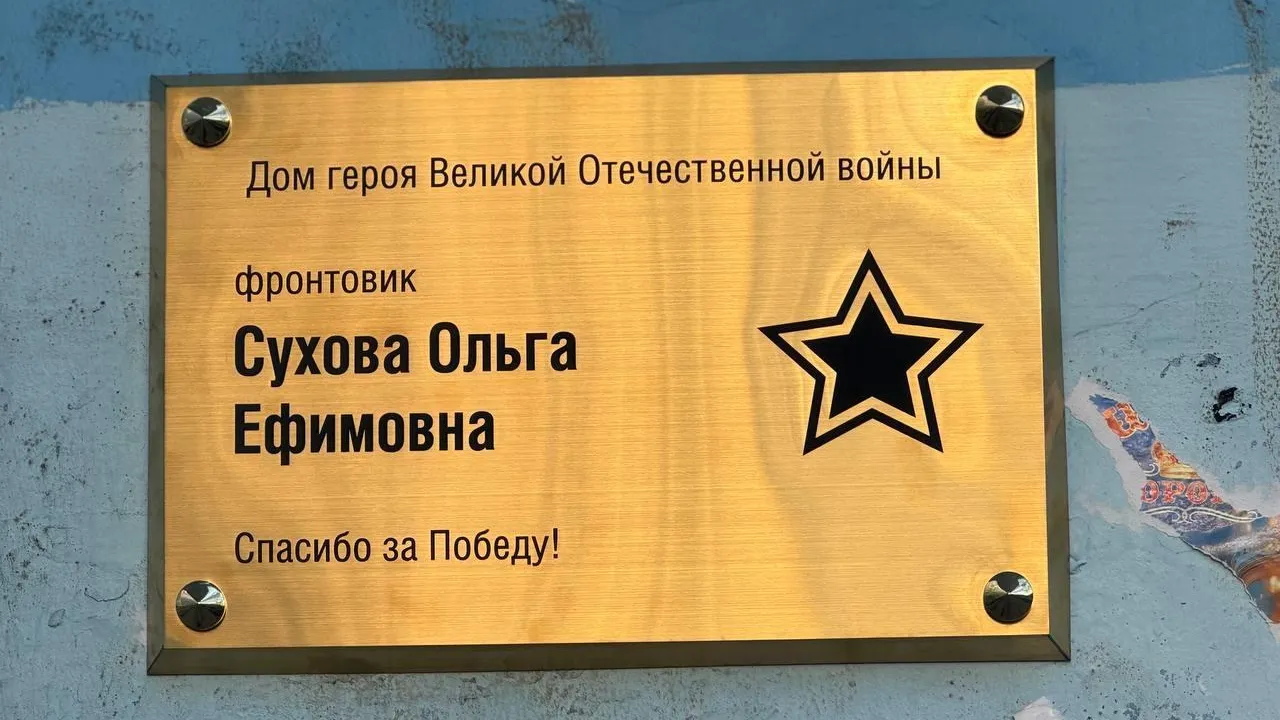 Дом героя Великой Отечественной войны
фронтовик
Сухова Ольга
Ефимовна
Спасибо за Победу!